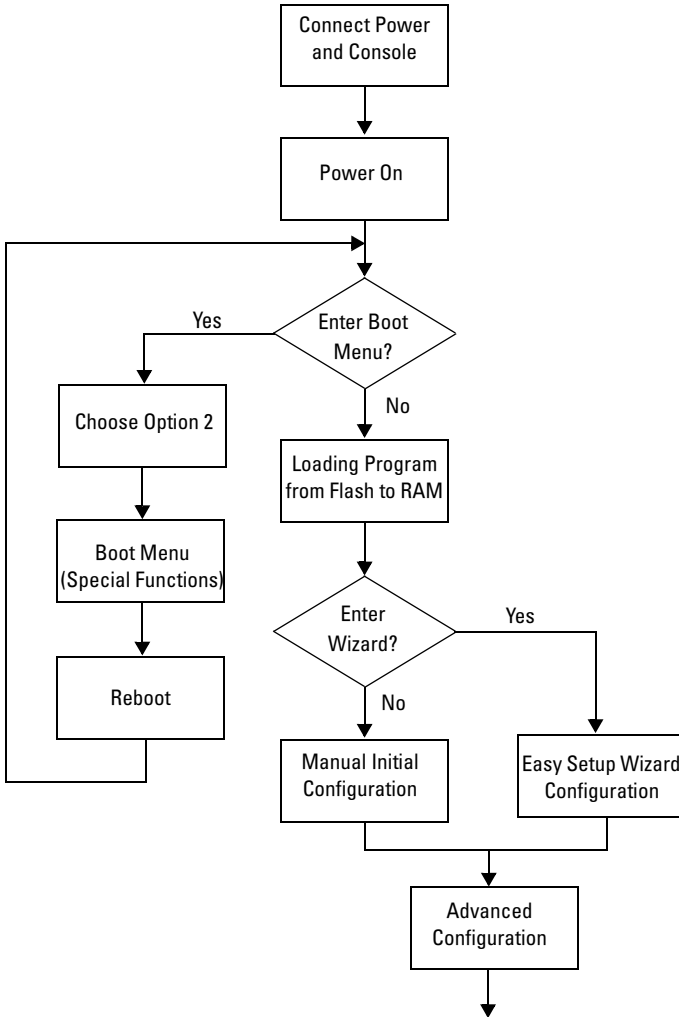 Connect Power
and Console
Power On
Enter Boot
Menu?
Yes
No
Choose Option 2
Loading Program
from Flash to RAM
Boot Menu
(Special Functions)
Enter
Wizard?
Yes
No
Reboot
Manual Initial
Configuration
Easy Setup Wizard
Configuration
Advanced
Configuration